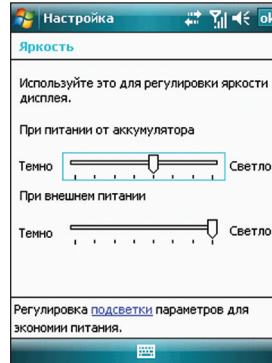 Настройка ok
Яркость
Используйте это для регулировки яркости
дисплея.
При питании от аккумулятора
Темно Светло
При внешнем питании
Темно Светло
Регулировка подсветки параметров для
экономии питания.